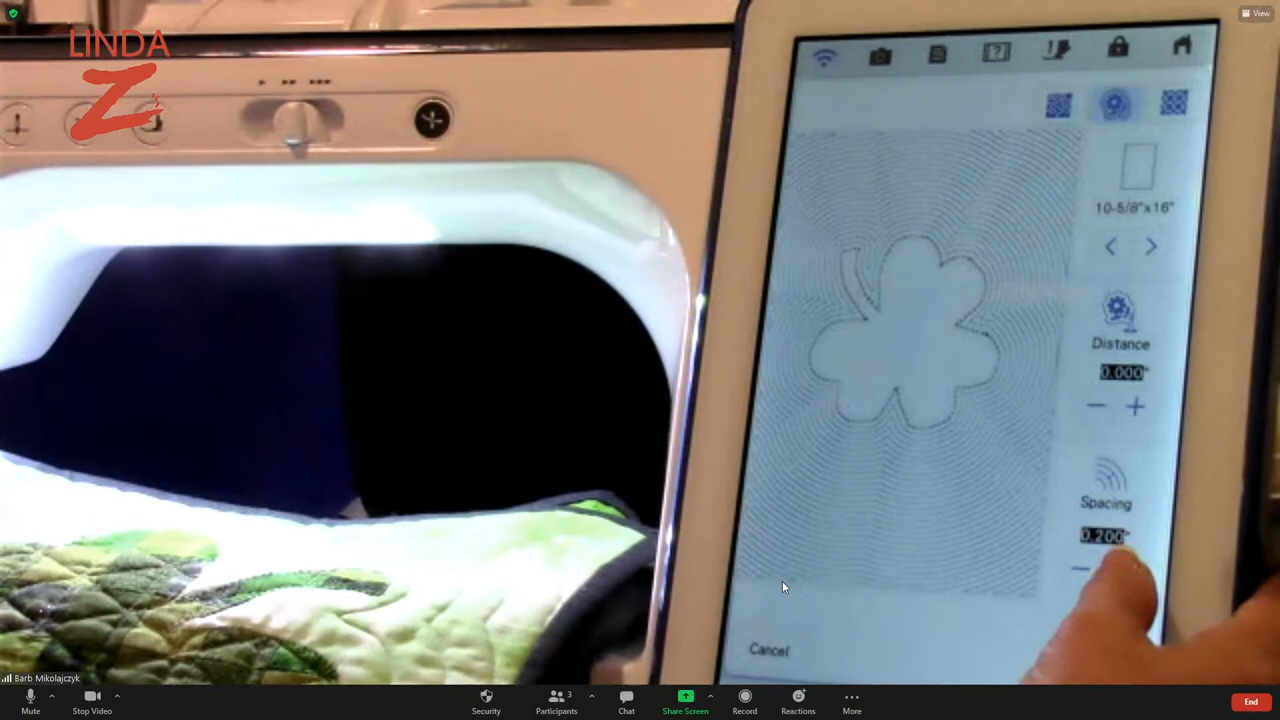 View
LINDA
Z's
10-5/8"x16"
Distance
0.000"
Spacing
0.200"
Cancel
Barb Mikolajczyk
Mute
Stop Video
Security
Participants
3
Chat
Share Screen
Record
Reactions
More
End